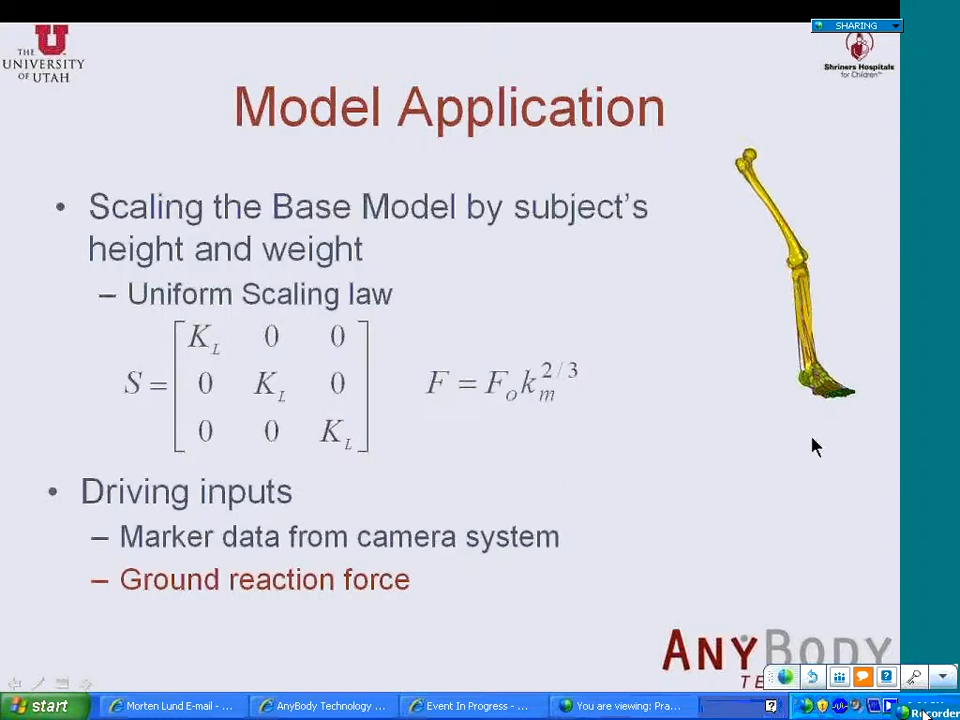 SHARING
THE
UNIVERSITY
OF UTAH
Shriners Hospitals
for Children™
Model Application
• Scaling the Base Model by subject's
height and weight
– Uniform Scaling law
S = [ K_L 0 0
0 K_L 0
0 0 K_L ]
F = F_o k_m^{2/3}
• Driving inputs
– Marker data from camera system
– Ground reaction force
ANYBODY
TE
start
Morten Lund E-mail - ...
AnyBody Technology ...
Event In Progress - ...
You are viewing: Pra...
Recorder